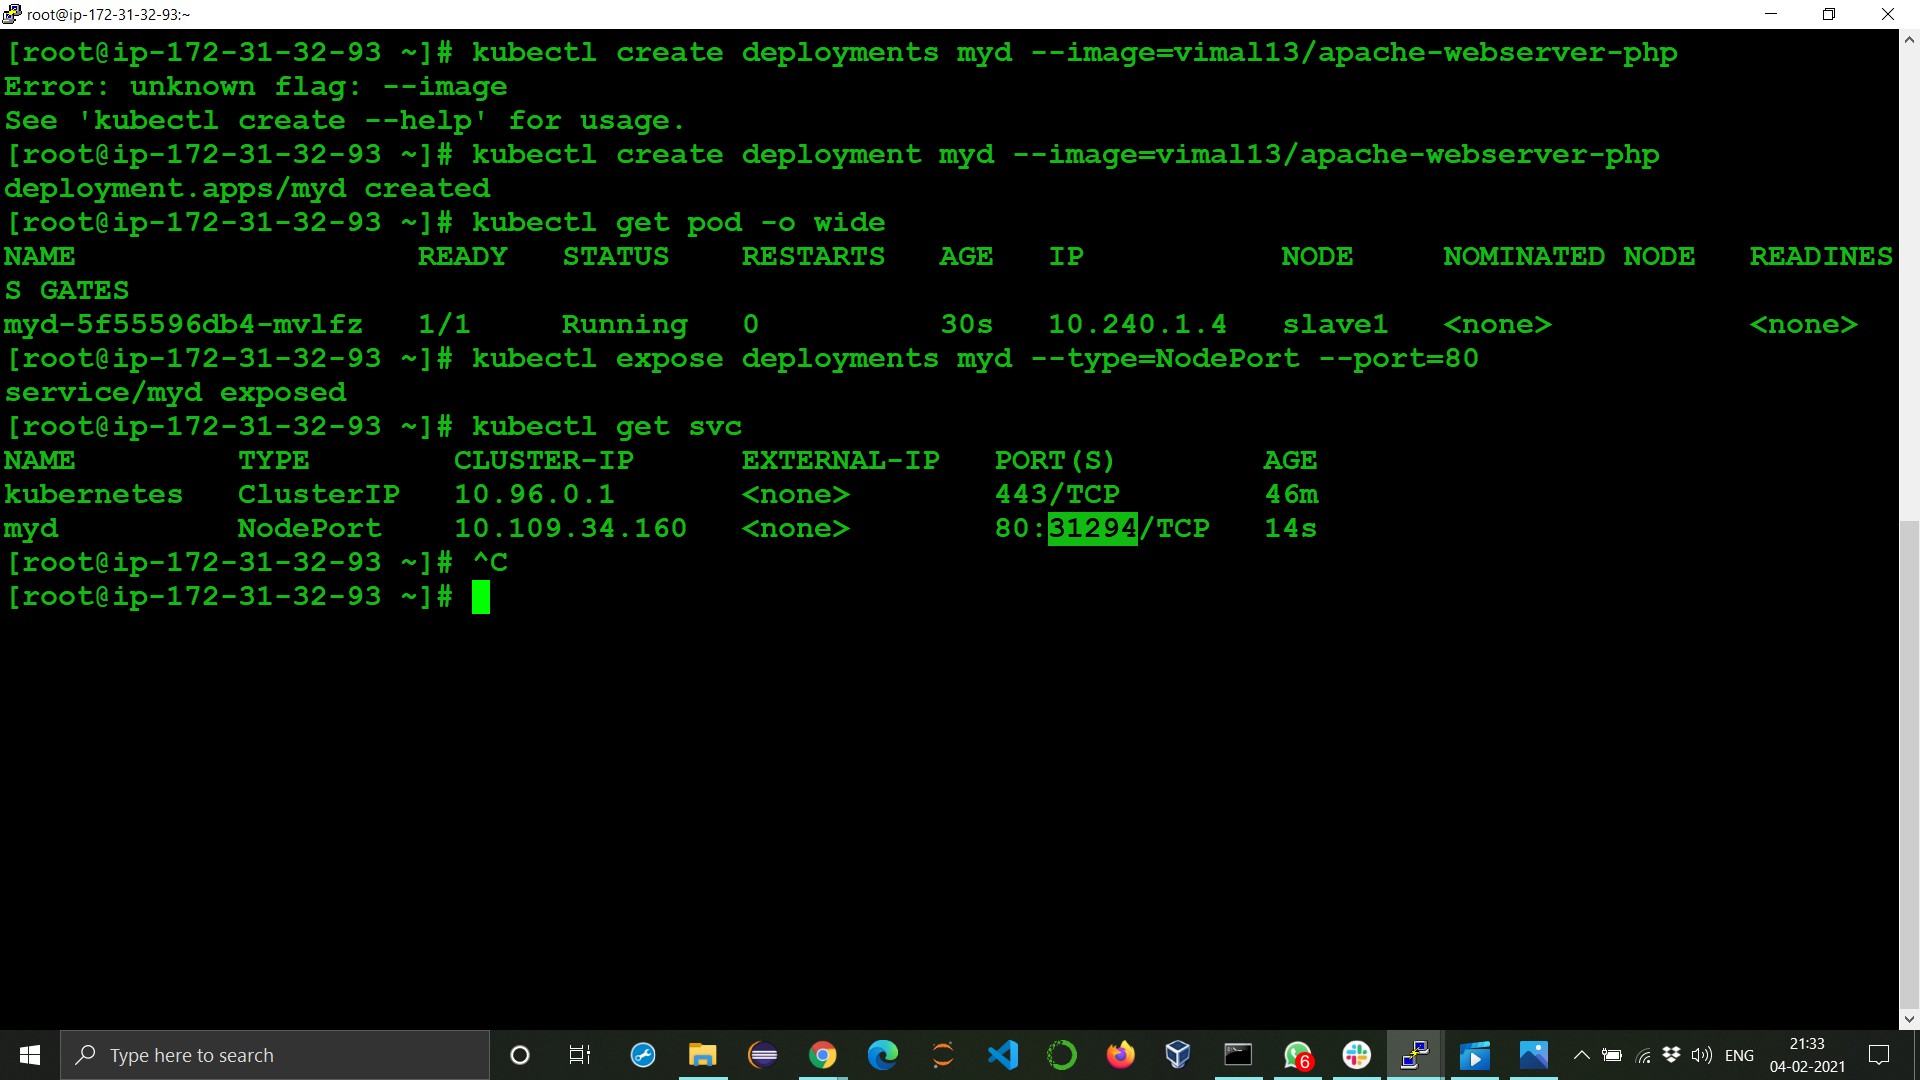 root@ip-172-31-32-93:~
[root@ip-172-31-32-93 ~]# kubectl create deployments myd --image=vimal13/apache-webserver-php
Error: unknown flag: --image
See 'kubectl create --help' for usage.
[root@ip-172-31-32-93 ~]# kubectl create deployment myd --image=vimal13/apache-webserver-php
deployment.apps/myd created
[root@ip-172-31-32-93 ~]# kubectl get pod -o wide
NAME                   READY   STATUS    RESTARTS   AGE   IP           NODE     NOMINATED NODE   READINES
S GATES
myd-5f55596db4-mvlfz   1/1     Running   0          30s   10.240.1.4   slave1   <none>           <none>
[root@ip-172-31-32-93 ~]# kubectl expose deployments myd --type=NodePort --port=80
service/myd exposed
[root@ip-172-31-32-93 ~]# kubectl get svc
NAME         TYPE        CLUSTER-IP      EXTERNAL-IP   PORT(S)        AGE
kubernetes   ClusterIP   10.96.0.1       <none>        443/TCP        46m
myd          NodePort    10.109.34.160   <none>        80:31294/TCP   14s
[root@ip-172-31-32-93 ~]# ^C
[root@ip-172-31-32-93 ~]#
Type here to search
6
ENG
21:33
04-02-2021